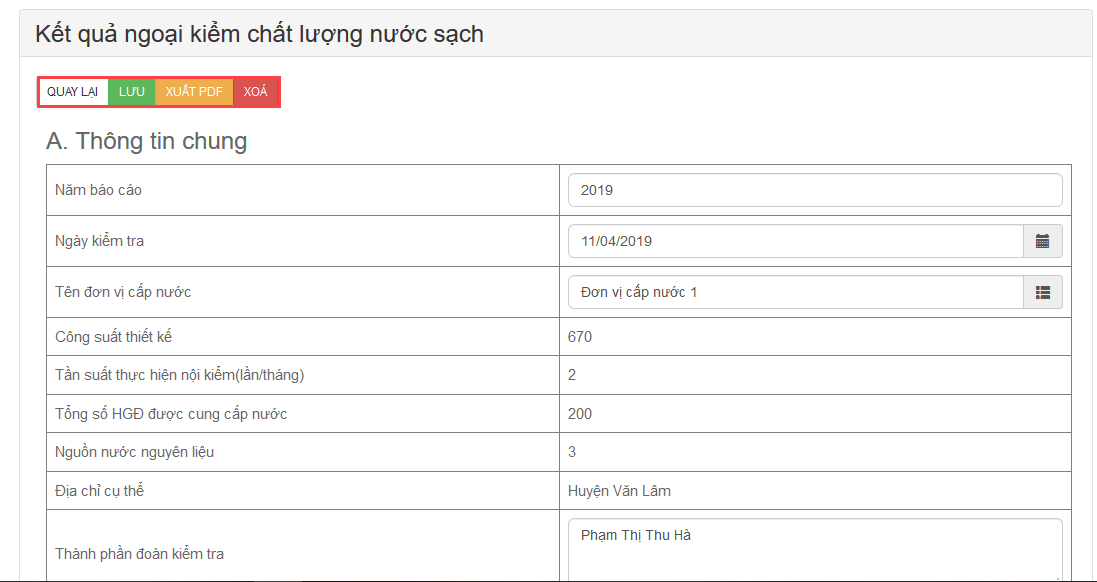 Kết quả ngoại kiểm chất lượng nước sạch
QUAY LẠI LƯU XUẤT PDF XOÁ
A. Thông tin chung
Năm báo cáo 2019
Ngày kiểm tra 11/04/2019
Tên đơn vị cấp nước Đơn vị cấp nước 1
Công suất thiết kế 670
Tần suất thực hiện nội kiểm(lần/tháng) 2
Tổng số HGĐ được cung cấp nước 200
Nguồn nước nguyên liệu 3
Địa chỉ cụ thể Huyện Văn Lâm
Phạm Thị Thu Hà
Thành phần đoàn kiểm tra